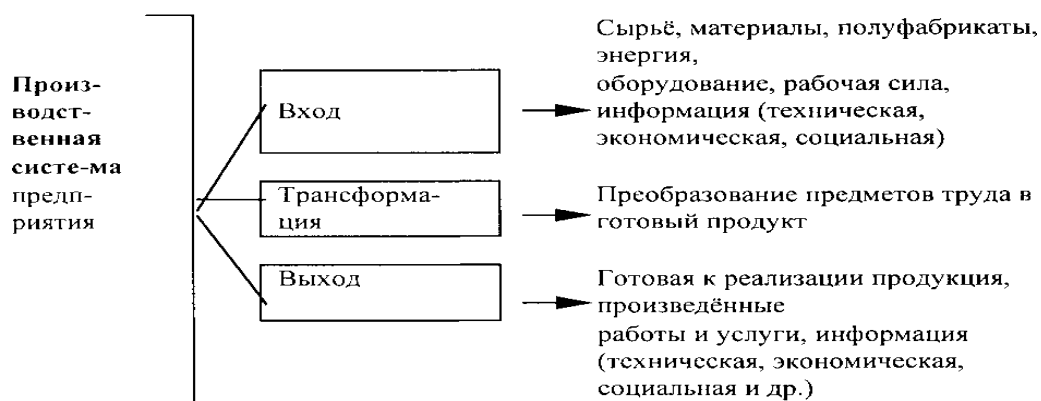 Произ-
водст-
венная
систе-ма
предп-
риятия
Вход
Сырьё, материалы, полуфабрикаты,
энергия,
оборудование, рабочая сила,
информация (техническая,
экономическая, социальная)
Трансформа-
ция
Преобразование предметов труда в
готовый продукт
Выход
Готовая к реализации продукция,
произведённые
работы и услуги, информация
(техническая, экономическая,
социальная и др.)